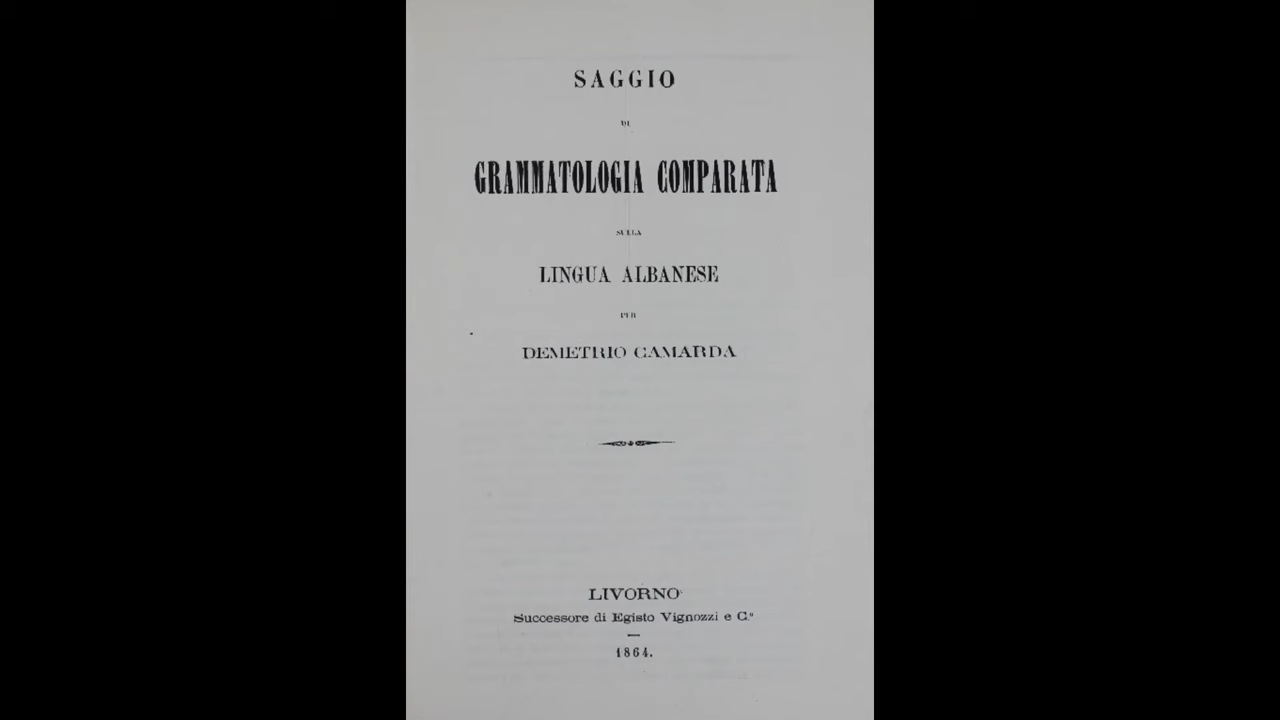 SAGGIO
DI
GRAMMATOLOGIA COMPARATA
SULLA
LINGUA ALBANESE
PER
DEMETRIO CAMARDA
LIVORNO
Successore di Egisto Vignozzi e C.°
1864.